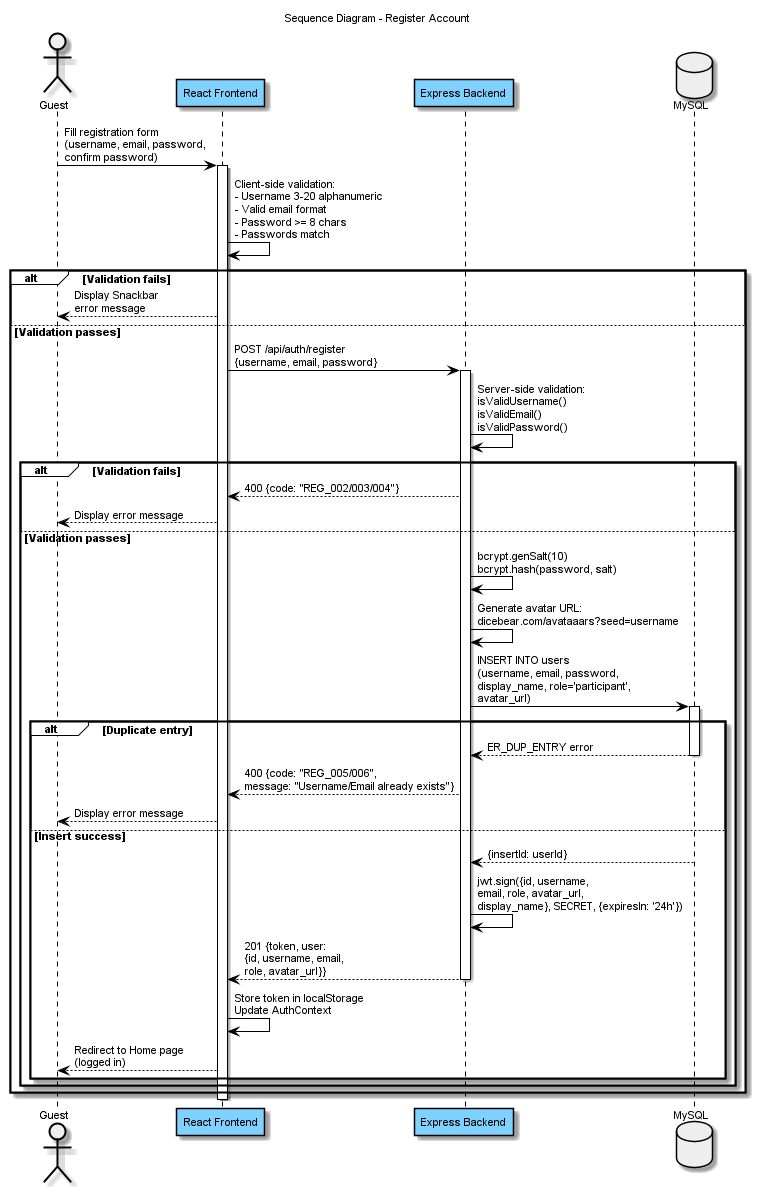 Sequence Diagram - Register Account
Guest
React Frontend
Express Backend
MySQL
Fill registration form
(username, email, password,
confirm password)
Client-side validation:
- Username 3-20 alphanumeric
- Valid email format
- Password >= 8 chars
- Passwords match
alt
[Validation fails]
Display Snackbar
error message
[Validation passes]
POST /api/auth/register
{username, email, password}
Server-side validation:
isValidUsername()
isValidEmail()
isValidPassword()
alt
[Validation fails]
400 {code: "REG_002/003/004"}
Display error message
[Validation passes]
bcrypt.genSalt(10)
bcrypt.hash(password, salt)
Generate avatar URL:
dicebear.com/avataaars?seed=username
INSERT INTO users
(username, email, password,
display_name, role='participant',
avatar_url)
alt
[Duplicate entry]
ER_DUP_ENTRY error
400 {code: "REG_005/006",
message: "Username/Email already exists"}
Display error message
[Insert success]
{insertId: userId}
jwt.sign({id, username,
email, role, avatar_url,
display_name}, SECRET, {expiresIn: '24h'})
201 {token, user:
{id, username, email,
role, avatar_url}}
Store token in localStorage
Update AuthContext
Redirect to Home page
(logged in)
Guest
React Frontend
Express Backend
MySQL